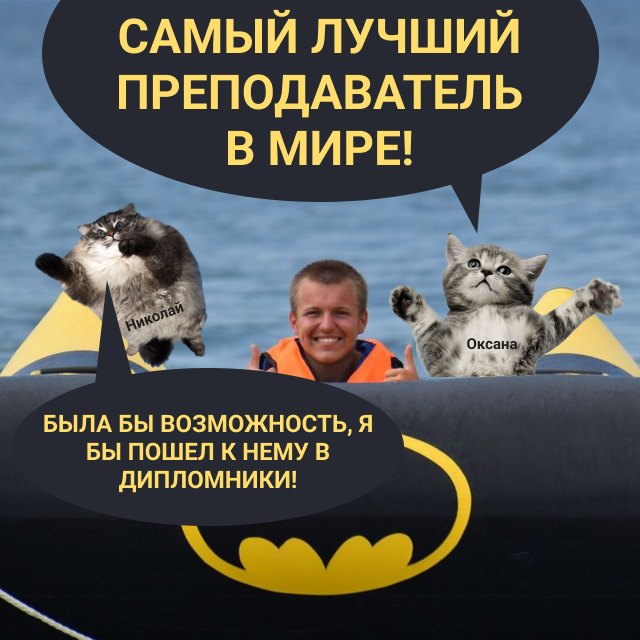 САМЫЙ ЛУЧШИЙ
ПРЕПОДАВАТЕЛЬ
В МИРЕ!
Николай
Оксана
БЫЛА БЫ ВОЗМОЖНОСТЬ, Я
БЫ ПОШЕЛ К НЕМУ В
ДИПЛОМНИКИ!